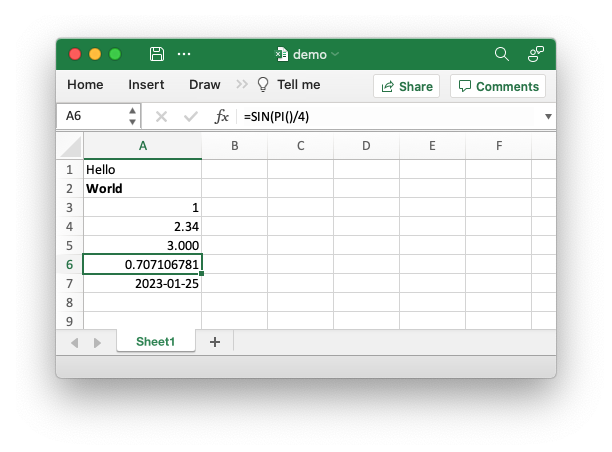 demo
Home Insert Draw Tell me Share Comments
A6 fx =SIN(PI()/4)
A B C D E F
1 Hello
2 World
3 1
4 2.34
5 3.000
6 0.707106781
7 2023-01-25
8
9
Sheet1 +